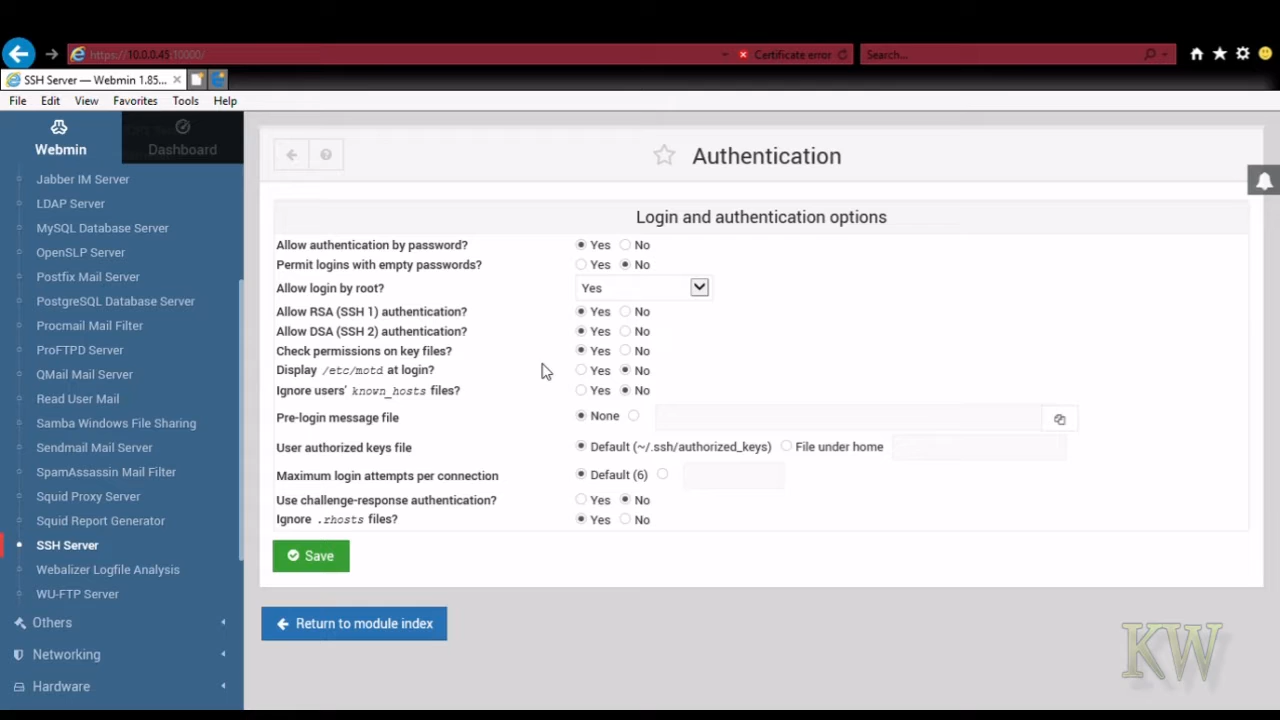 https://10.0.0.45:10000/
Certificate error
Search...
SSH Server — Webmin 1.85...
File Edit View Favorites Tools Help
Webmin
Dashboard
Jabber IM Server
LDAP Server
MySQL Database Server
OpenSLP Server
Postfix Mail Server
PostgreSQL Database Server
Procmail Mail Filter
ProFTPD Server
QMail Mail Server
Read User Mail
Samba Windows File Sharing
Sendmail Mail Server
SpamAssassin Mail Filter
Squid Proxy Server
Squid Report Generator
SSH Server
Webalizer Logfile Analysis
WU-FTP Server
Others
Networking
Hardware
Authentication
Login and authentication options
Allow authentication by password? Yes No
Permit logins with empty passwords? Yes No
Allow login by root? Yes
Allow RSA (SSH 1) authentication? Yes No
Allow DSA (SSH 2) authentication? Yes No
Check permissions on key files? Yes No
Display /etc/motd at login? Yes No
Ignore users' known_hosts files? Yes No
Pre-login message file None
User authorized keys file Default (~/.ssh/authorized_keys) File under home
Maximum login attempts per connection Default (6)
Use challenge-response authentication? Yes No
Ignore .rhosts files? Yes No
Save
Return to module index
KW